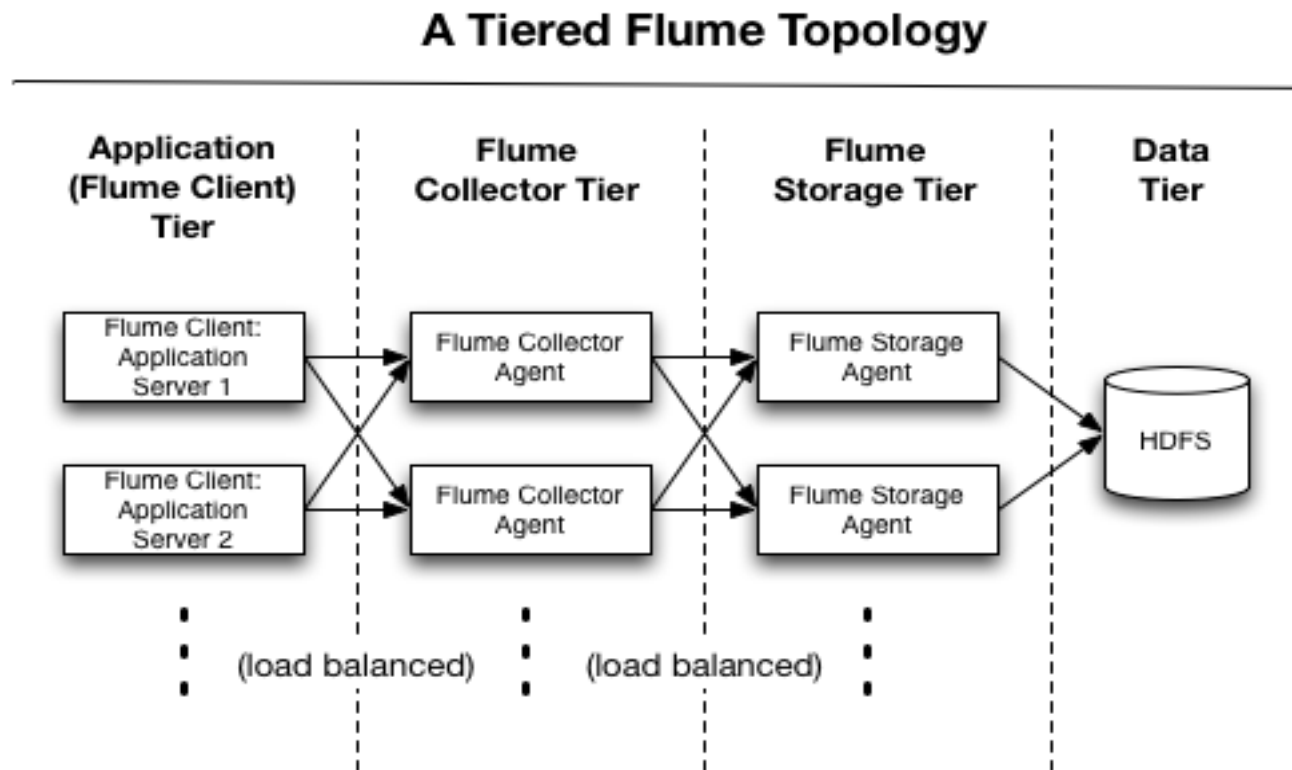 A Tiered Flume Topology
Application
(Flume Client)
Tier
Flume
Collector Tier
Flume
Storage Tier
Data
Tier
Flume Client:
Application
Server 1
Flume Collector
Agent
Flume Storage
Agent
HDFS
Flume Client:
Application
Server 2
Flume Collector
Agent
Flume Storage
Agent
(load balanced)
(load balanced)